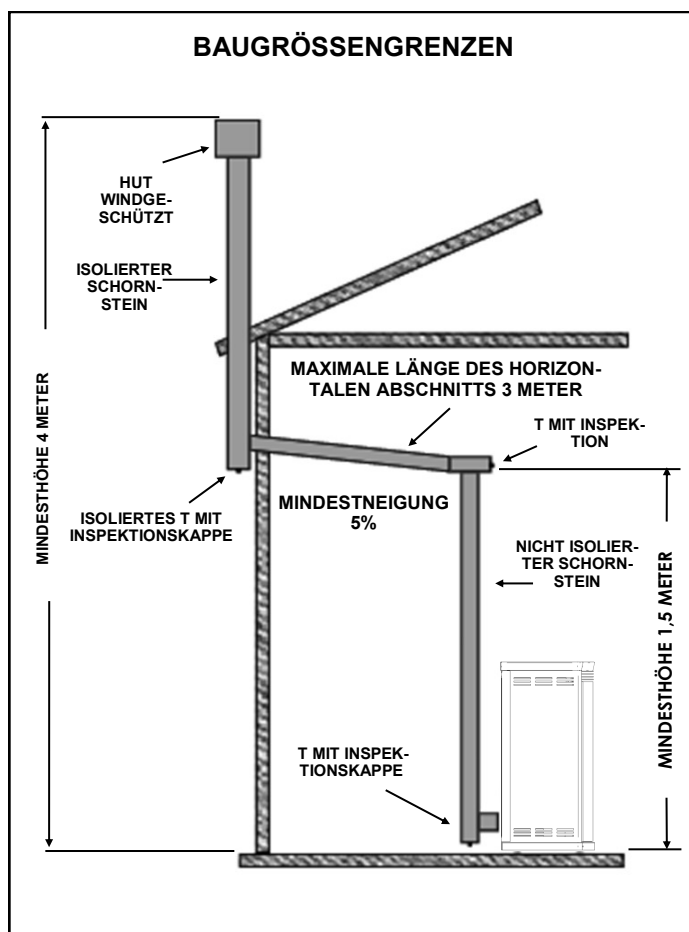 BAUGRÖSSENGRENZEN
HUT
WINDGE-
SCHÜTZT
ISOLIERTER
SCHORN-
STEIN
MINDESTHÖHE 4 METER
MAXIMALE LÄNGE DES HORIZON-
TALEN ABSCHNITTS 3 METER
T MIT INSPEK-
TION
ISOLIERTES T MIT
INSPEKTIONSKAPPE
MINDESTNEIGUNG
5%
NICHT ISOLIER-
TER SCHORN-
STEIN
MINDESTHÖHE 1,5 METER
T MIT INSPEK-
TIONSKAPPE